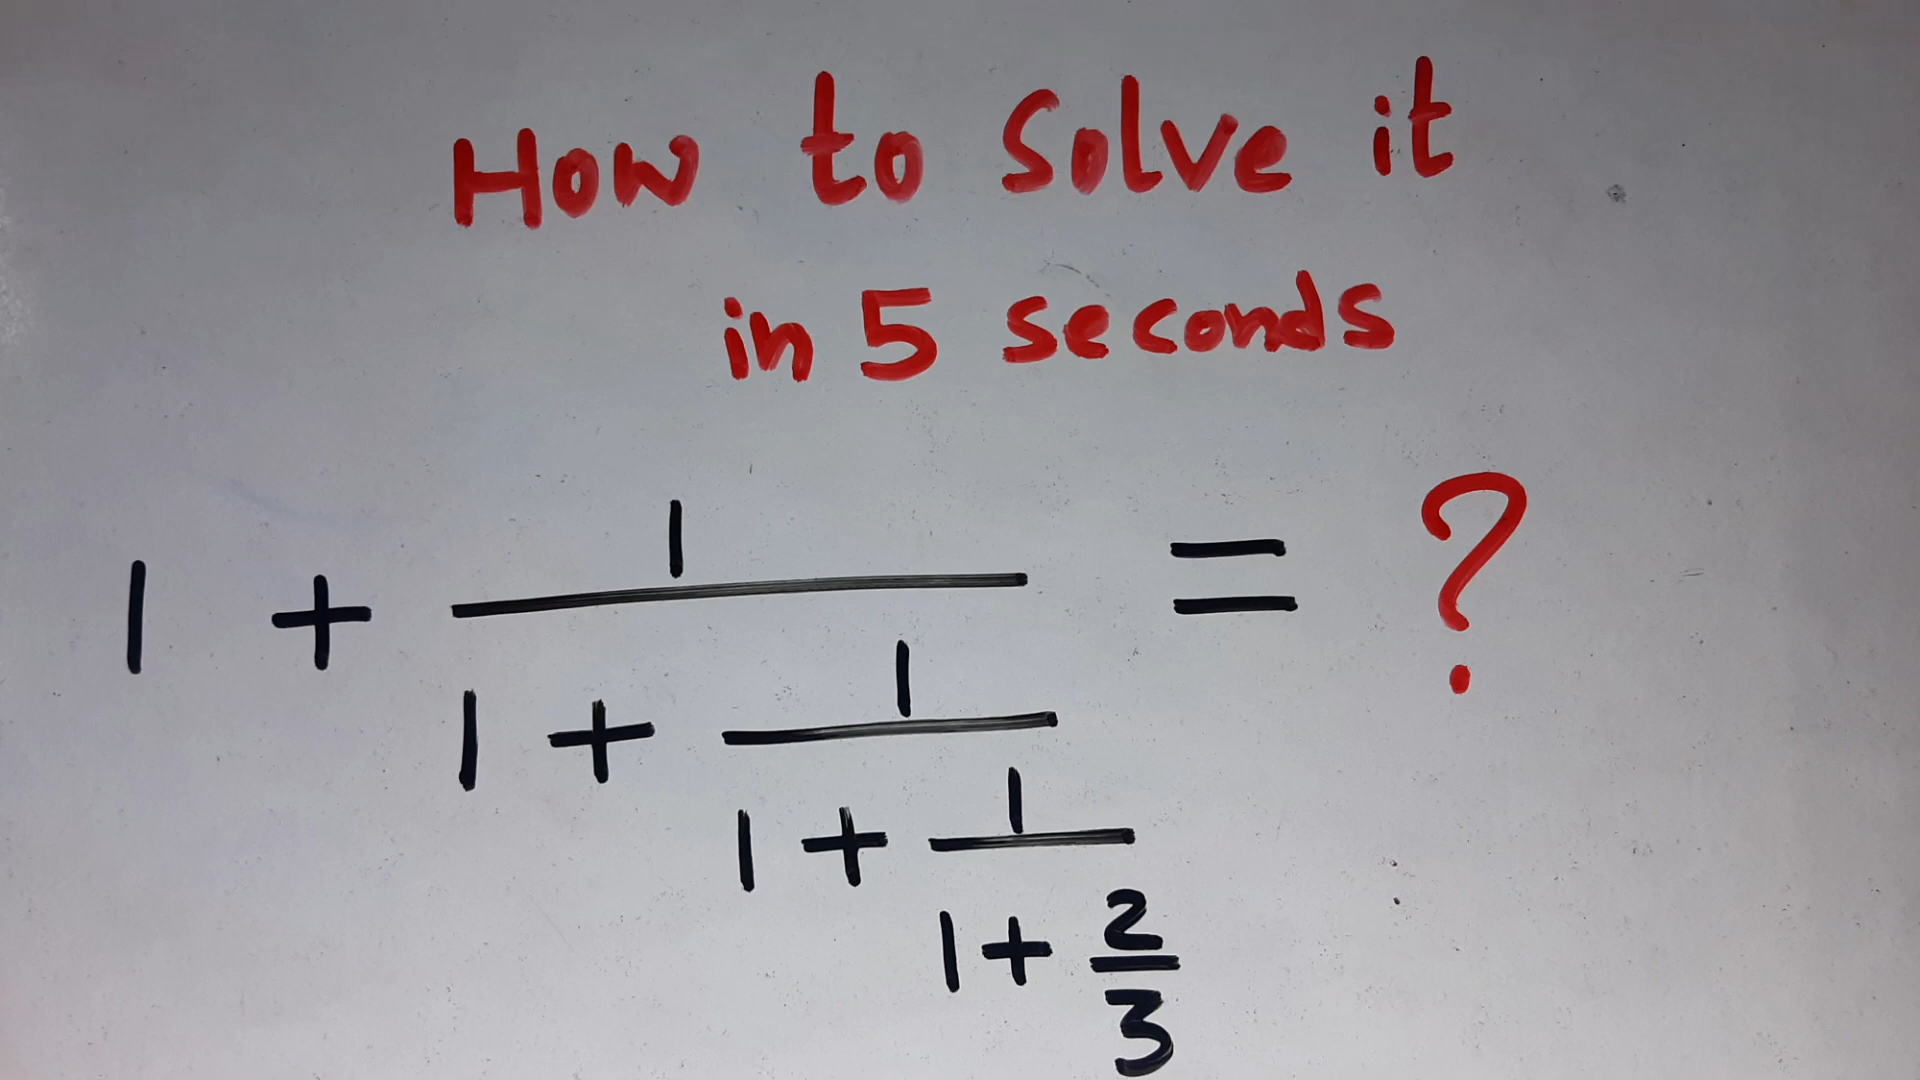 How to Solve it
in 5 seconds
1 + 1 / (1 + 1 / (1 + 1 / (1 + 2/3))) = ?